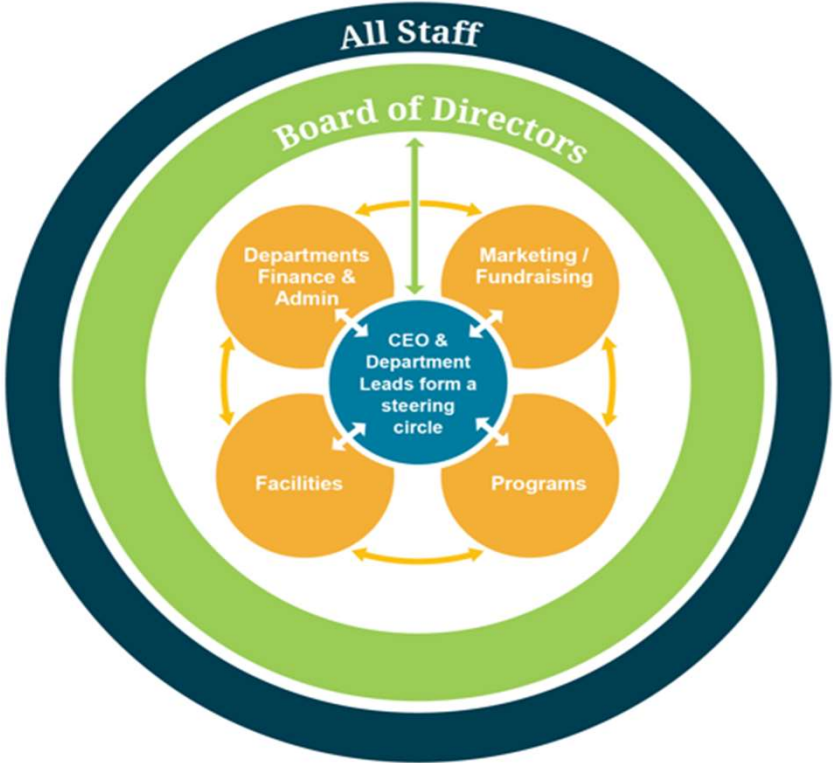 All Staff
Board of Directors
Departments
Finance &
Admin
Marketing /
Fundraising
CEO &
Department
Leads form a
steering
circle
Facilities
Programs